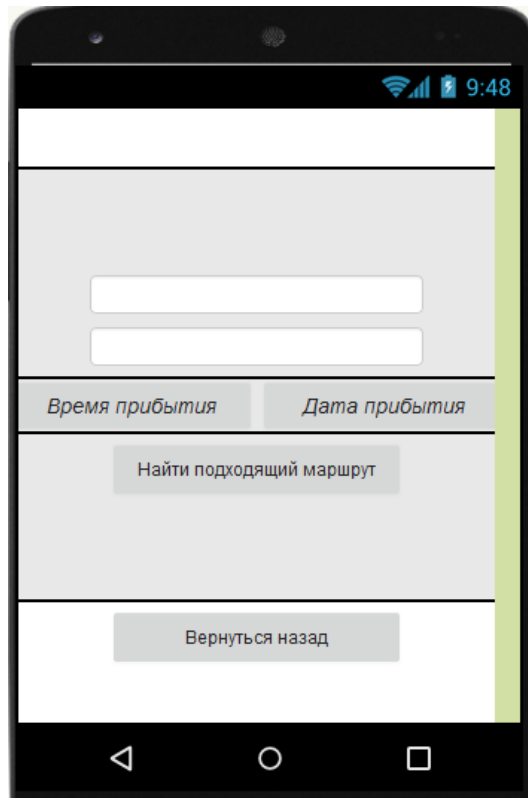 9:48
Время прибытия
Дата прибытия
Найти подходящий маршрут
Вернуться назад